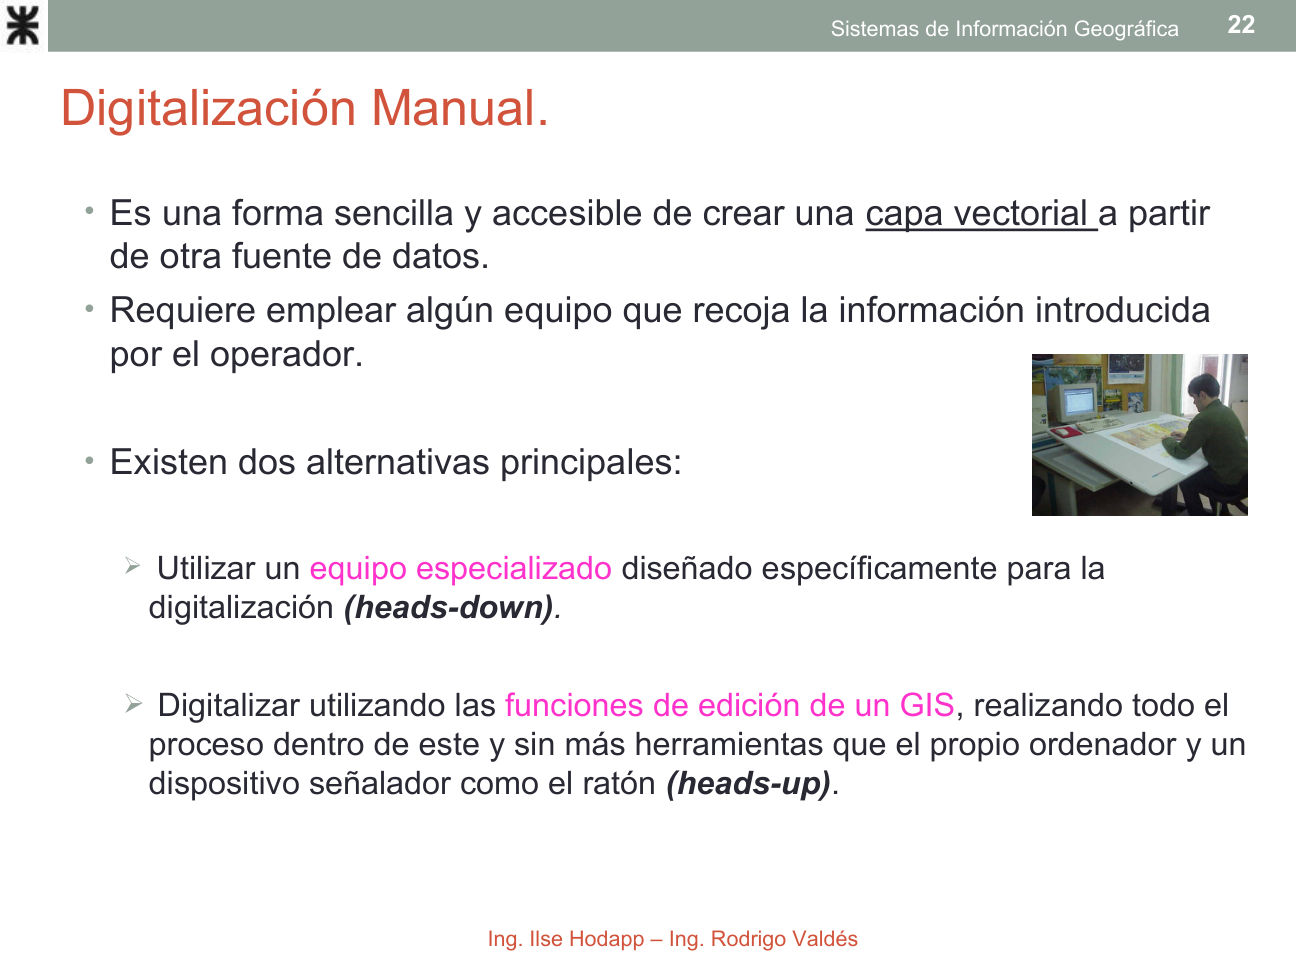 Sistemas de Información Geográfica 22
Digitalización Manual.
• Es una forma sencilla y accesible de crear una capa vectorial a partir
de otra fuente de datos.
• Requiere emplear algún equipo que recoja la información introducida
por el operador.
• Existen dos alternativas principales:
➢ Utilizar un equipo especializado diseñado específicamente para la
digitalización (heads-down).
➢ Digitalizar utilizando las funciones de edición de un GIS, realizando todo el
proceso dentro de este y sin más herramientas que el propio ordenador y un
dispositivo señalador como el ratón (heads-up).
Ing. Ilse Hodapp – Ing. Rodrigo Valdés